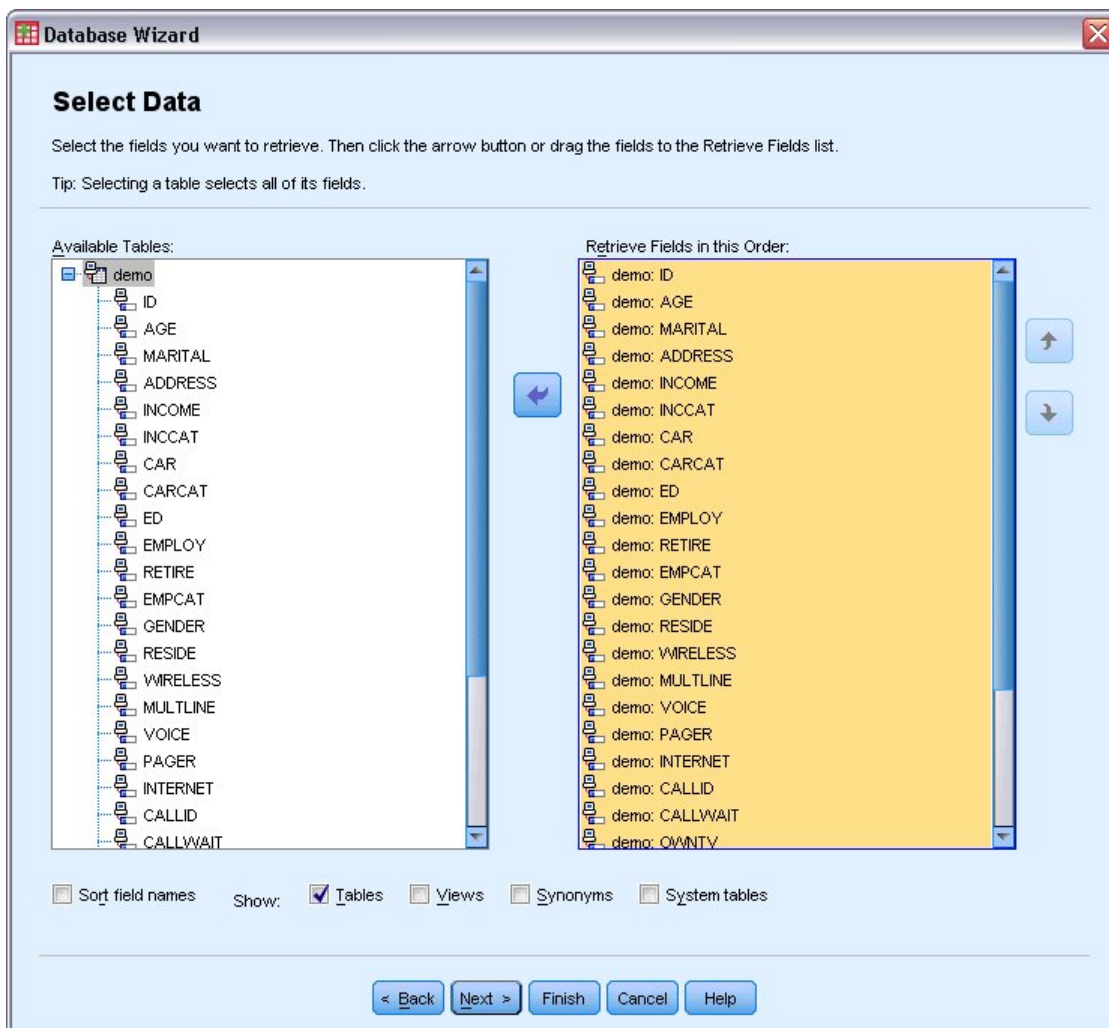 Database Wizard
Select Data
Select the fields you want to retrieve. Then click the arrow button or drag the fields to the Retrieve Fields list.
Tip: Selecting a table selects all of its fields.
Available Tables:
demo
ID
AGE
MARITAL
ADDRESS
INCOME
INCCAT
CAR
CARCAT
ED
EMPLOY
RETIRE
EMPCAT
GENDER
RESIDE
WIRELESS
MULTLINE
VOICE
PAGER
INTERNET
CALLID
CALLWAIT
Retrieve Fields in this Order:
demo: ID
demo: AGE
demo: MARITAL
demo: ADDRESS
demo: INCOME
demo: INCCAT
demo: CAR
demo: CARCAT
demo: ED
demo: EMPLOY
demo: RETIRE
demo: EMPCAT
demo: GENDER
demo: RESIDE
demo: WIRELESS
demo: MULTLINE
demo: VOICE
demo: PAGER
demo: INTERNET
demo: CALLID
demo: CALLWAIT
demo: OWNTV
Sort field names Show: Tables Views Synonyms System tables
< Back Next > Finish Cancel Help